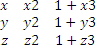 x x2 1 + x3
y y2 1 + y3
z z2 1 + z3